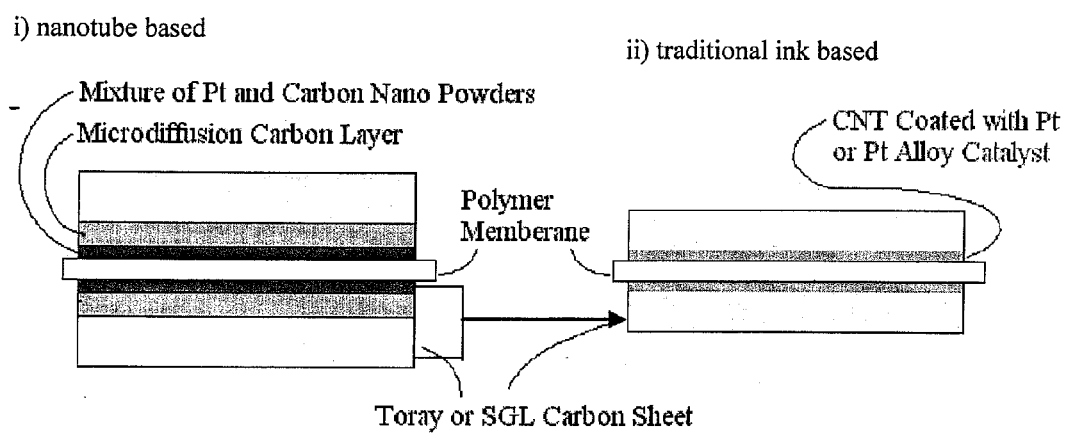 i) nanotube based
ii) traditional ink based
Mixture of Pt and Carbon Nano Powders
Microdiffusion Carbon Layer
CNT Coated with Pt
or Pt Alloy Catalyst
Polymer
Memberane
Toray or SGL Carbon Sheet